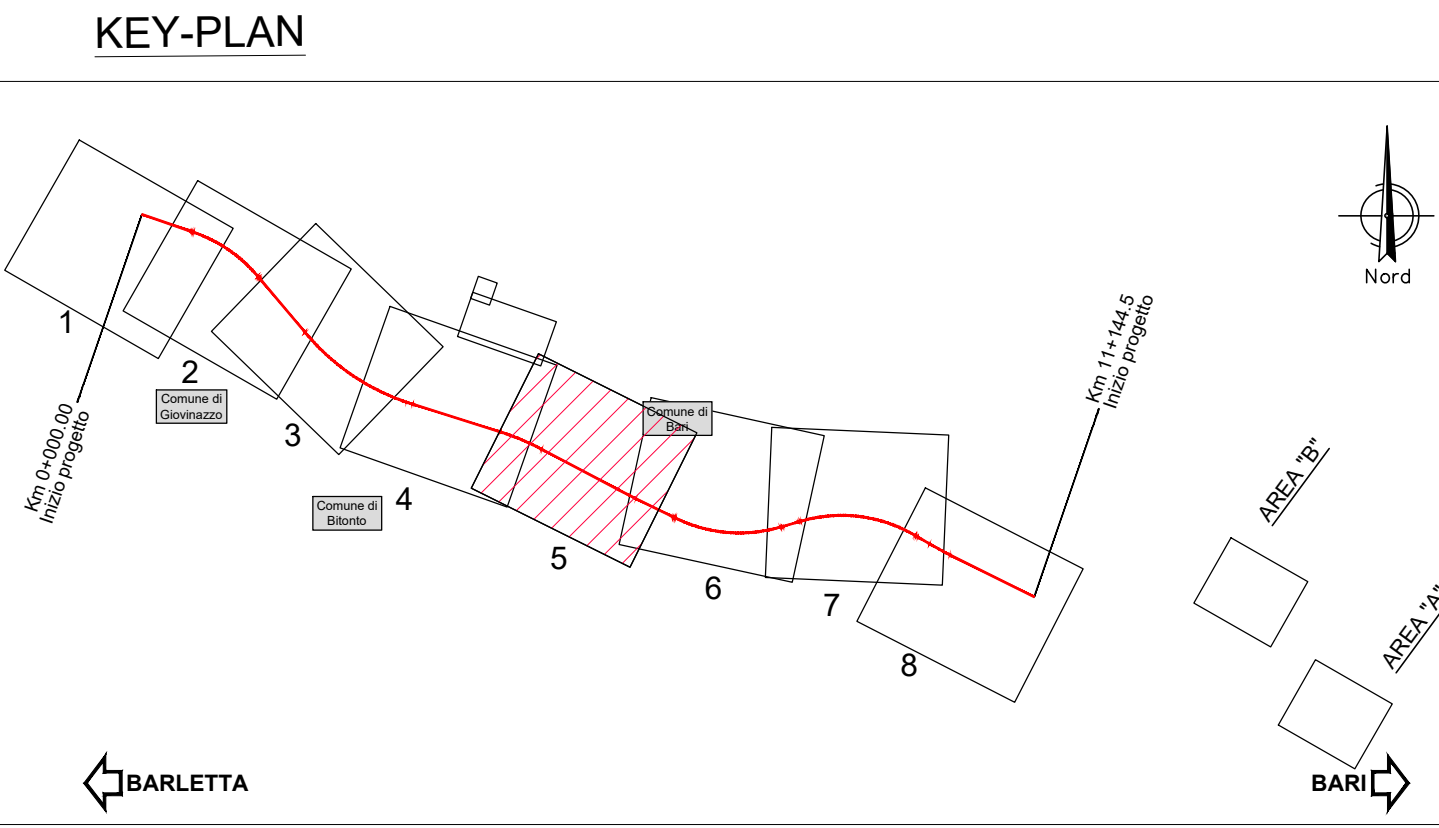 KEY-PLAN
Nord
1
2
Comune di
Giovinazzo
3
Km 0+000.00
Inizio progetto
4
Comune di
Bitonto
5
Comune di
Bari
6
7
8
Km 11+144.5
Inizio progetto
AREA "B"
AREA "A"
BARLETTA
BARI